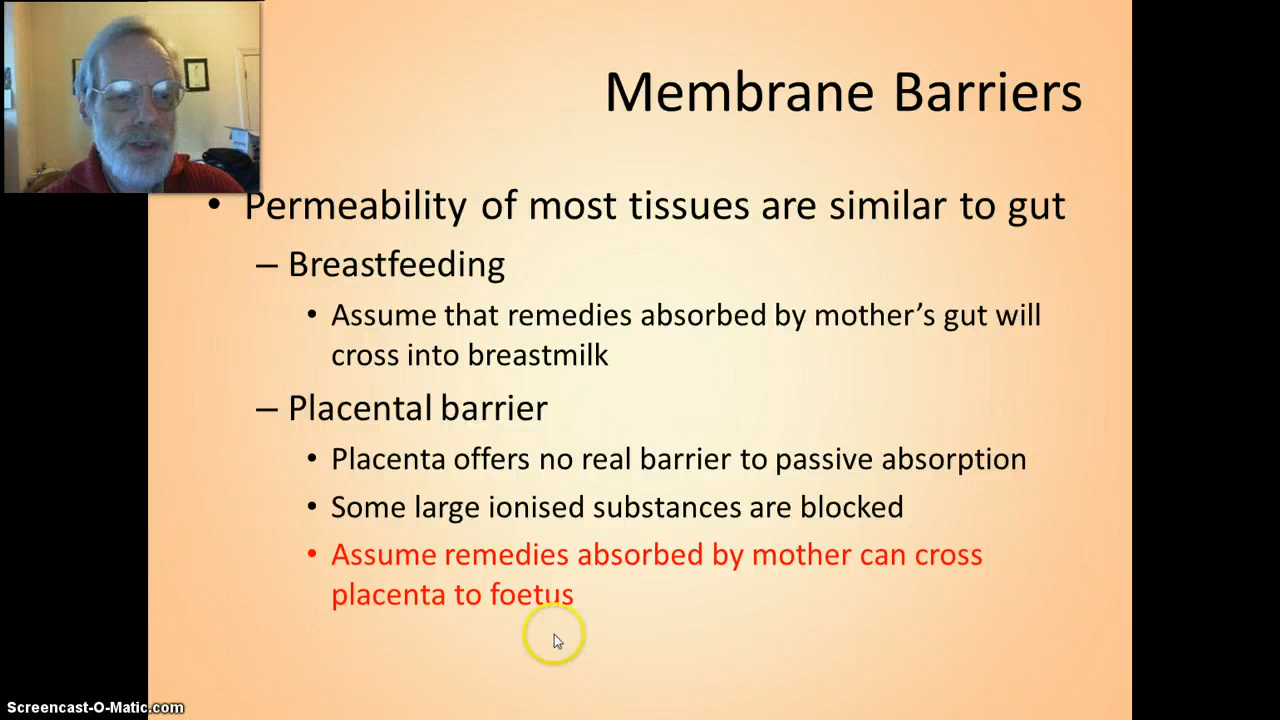 Membrane Barriers
• Permeability of most tissues are similar to gut
– Breastfeeding
• Assume that remedies absorbed by mother’s gut will
cross into breastmilk
– Placental barrier
• Placenta offers no real barrier to passive absorption
• Some large ionised substances are blocked
• Assume remedies absorbed by mother can cross
placenta to foetus
Screencast-O-Matic.com